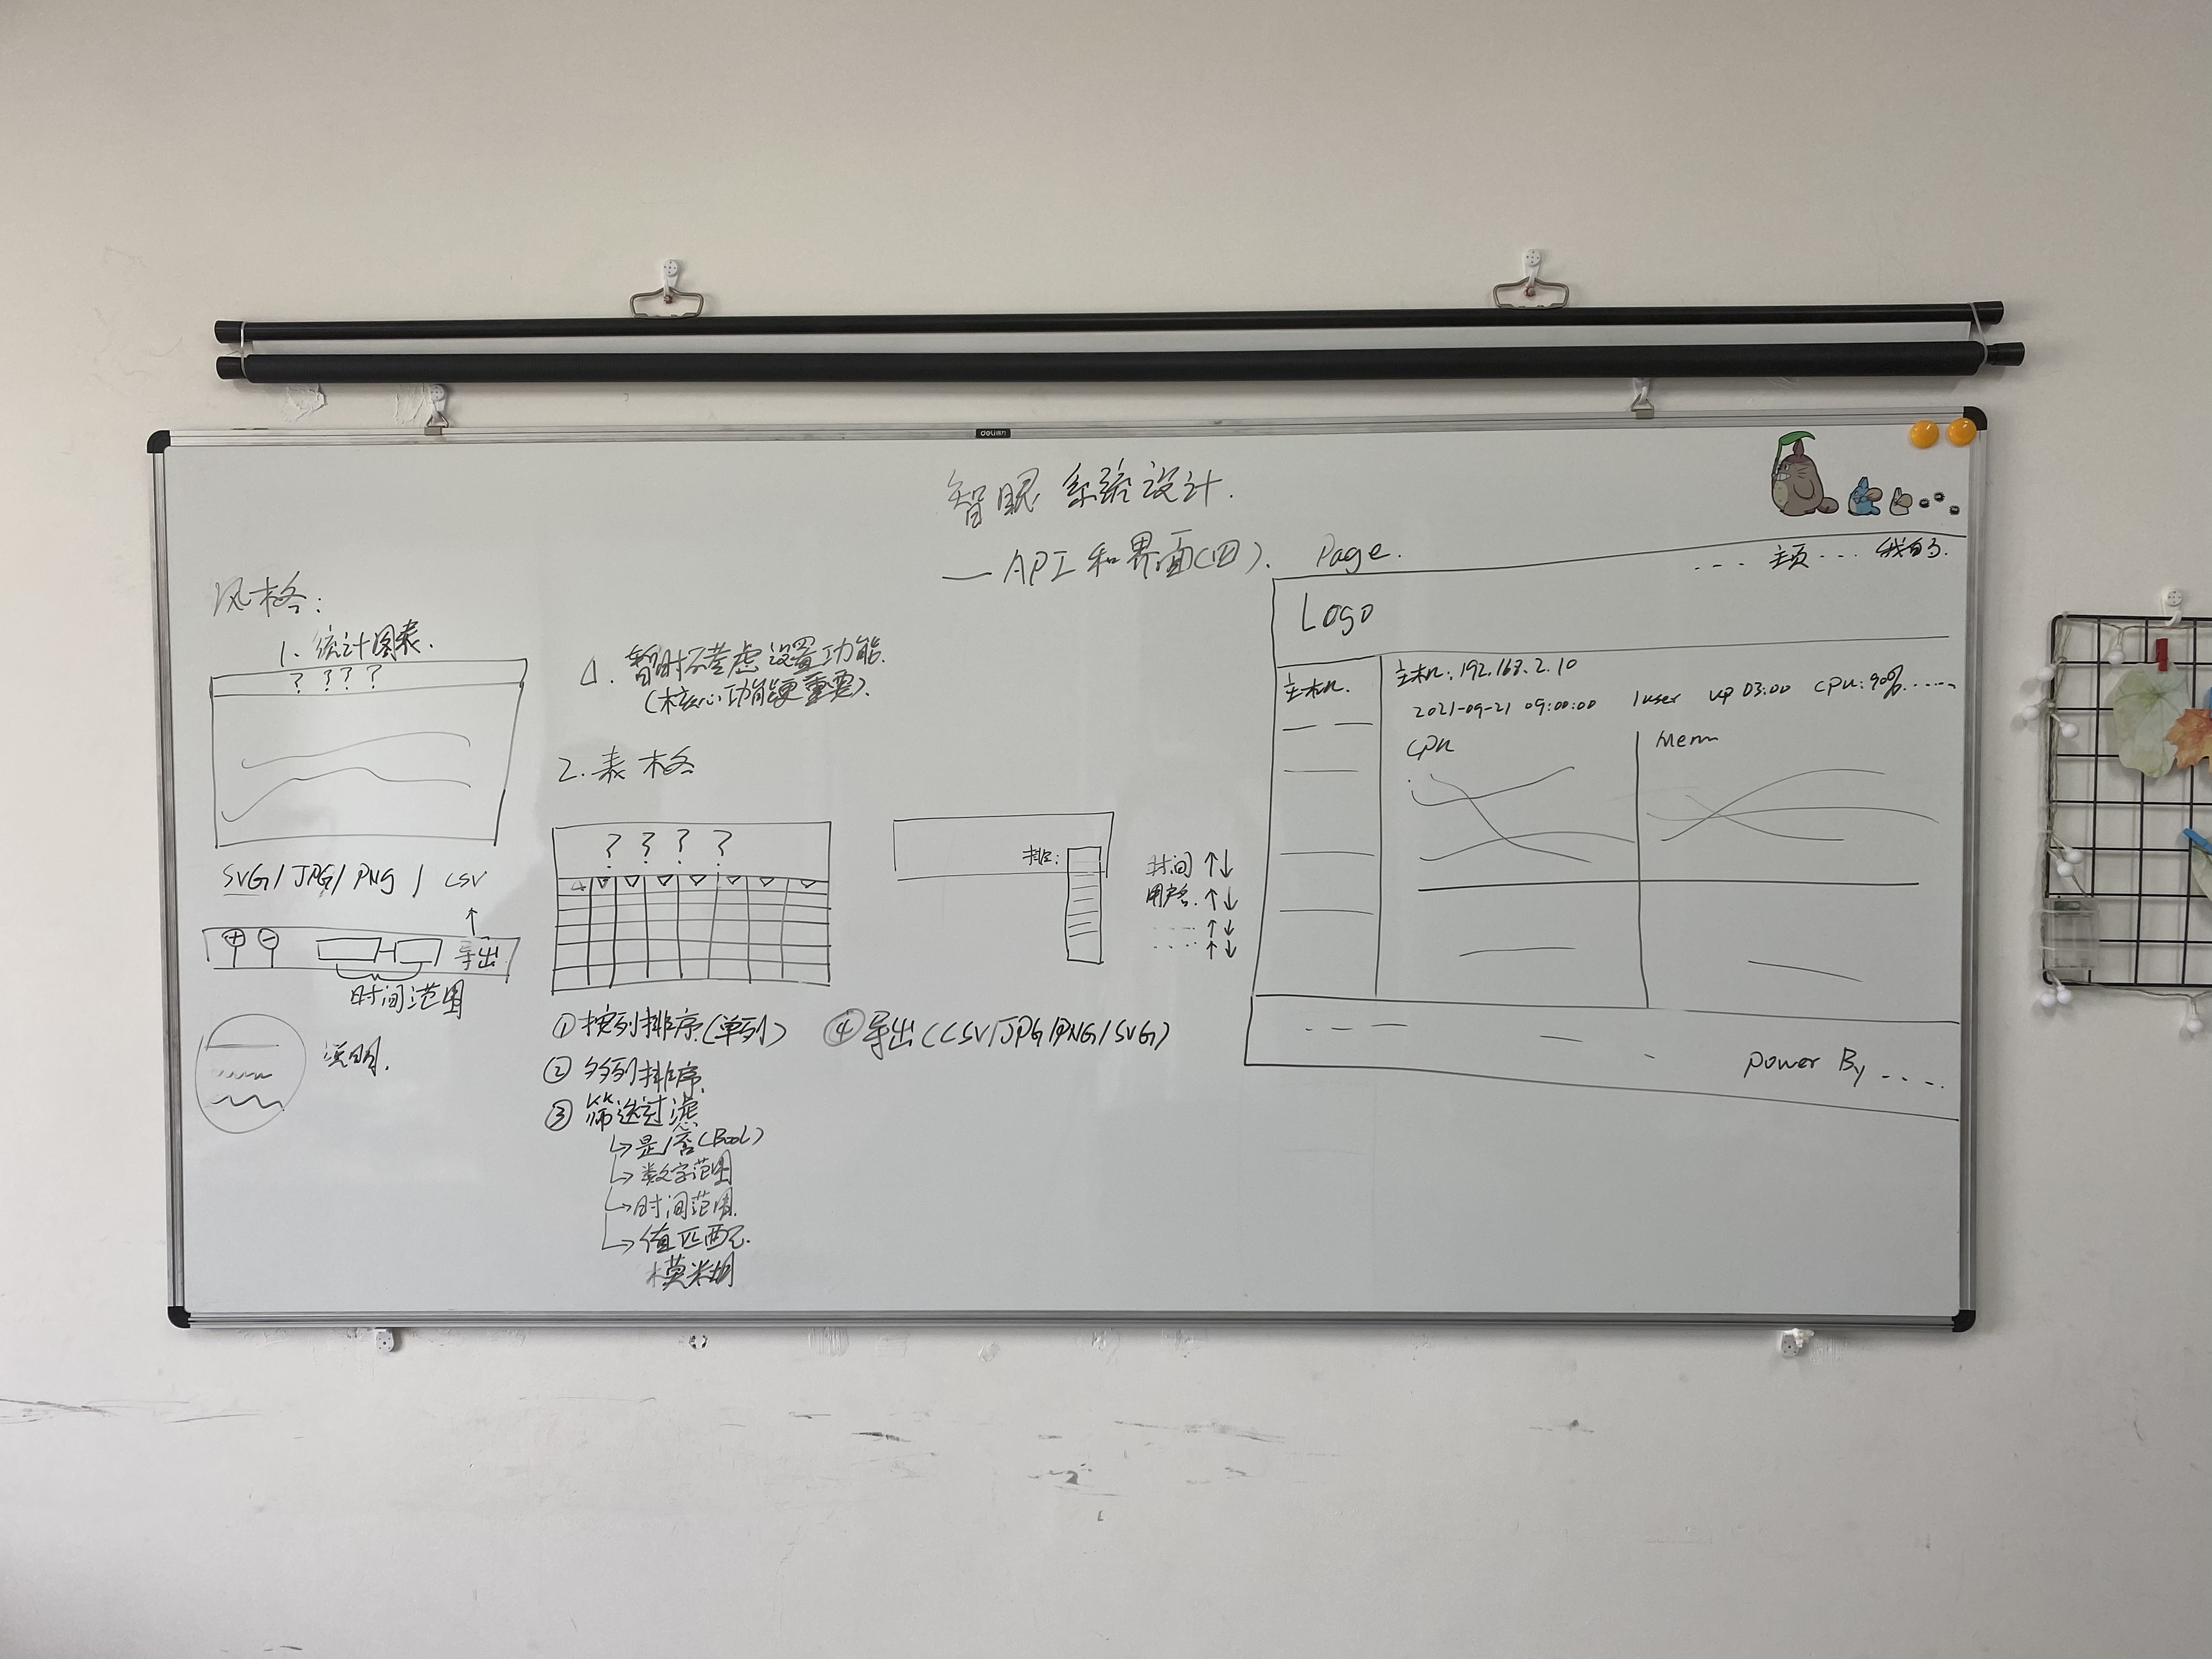 deli 得力
智眼 系统设计.
— API 和界面(四).
风格:
1. 统计图表.
? ? ? ?
SVG / JPG / PNG / CSV
+ - 导出
时间范围
说明.
△. 暂时不考虑设置功能.
(核心功能更重要).
2. 表格
? ? ? ?
① 按列排序(单列)
② 多列排序.
③ 筛选过滤
↳ 是/否(Bool)
↳ 数字范围
↳ 时间范围.
↳ 值匹配.
模糊
④ 导出(CSV/JPG/PNG/SVG)
排序:
时间 ↑↓
用户名. ↑↓
.... ↑↓
.... ↑↓
Page.
--- 主页... 我的.
Logo
主机.
主机: 192.168.2.10
2021-09-21 09:00:00 1user up 03:00 CPU: 90% ......
CPU
Mem
Power By ....